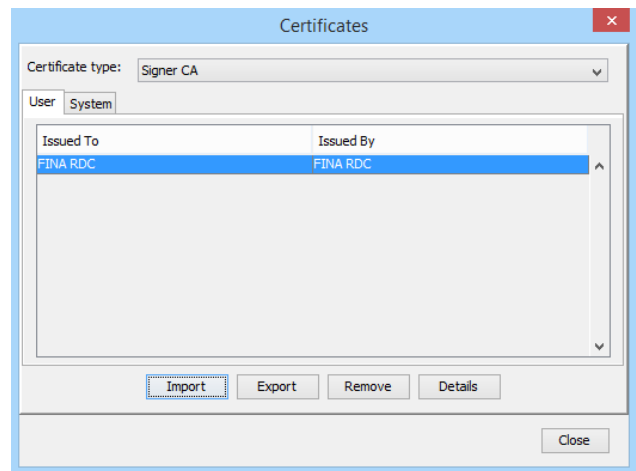 Certificates
Certificate type: Signer CA
User System
Issued To Issued By
FINA RDC FINA RDC
Import Export Remove Details
Close